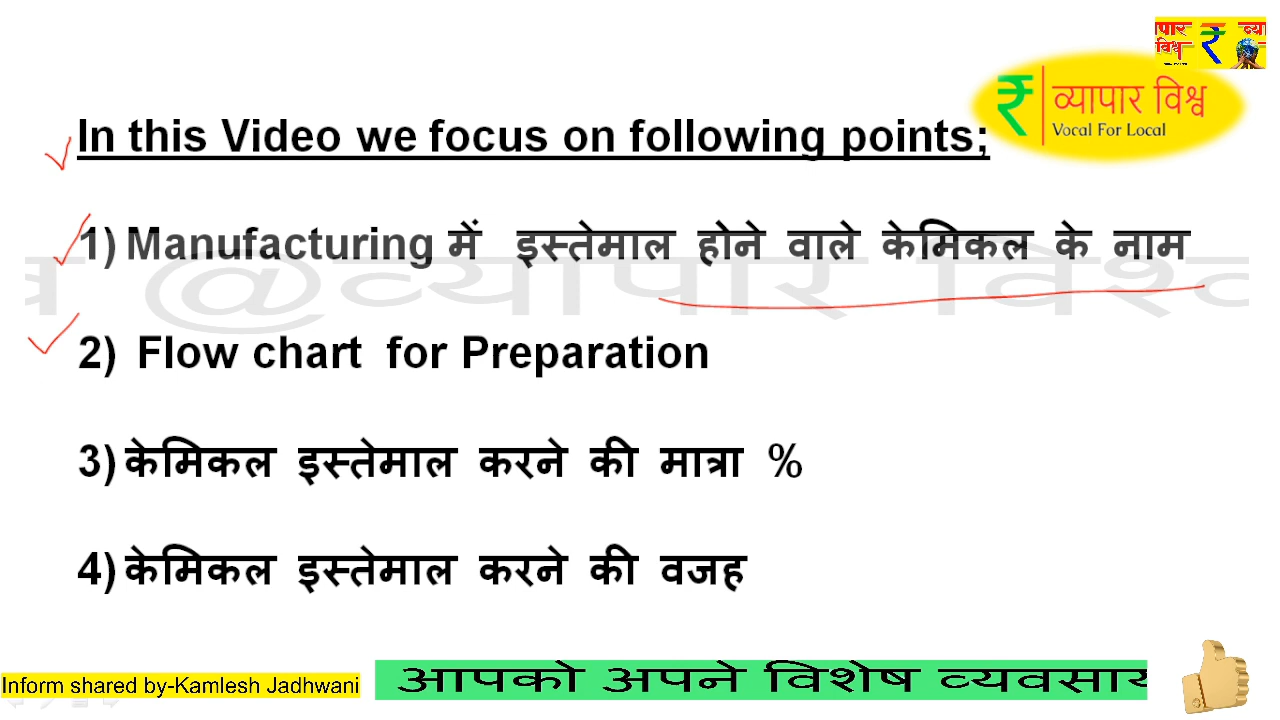 व्यापार विश्व
Vocal For Local
In this Video we focus on following points;
1) Manufacturing में इस्तेमाल होने वाले केमिकल के नाम
@व्यापार विश्व
2) Flow chart for Preparation
3) केमिकल इस्तेमाल करने की मात्रा %
4) केमिकल इस्तेमाल करने की वजह
Inform shared by-Kamlesh Jadhwani
आपको अपने विशेष